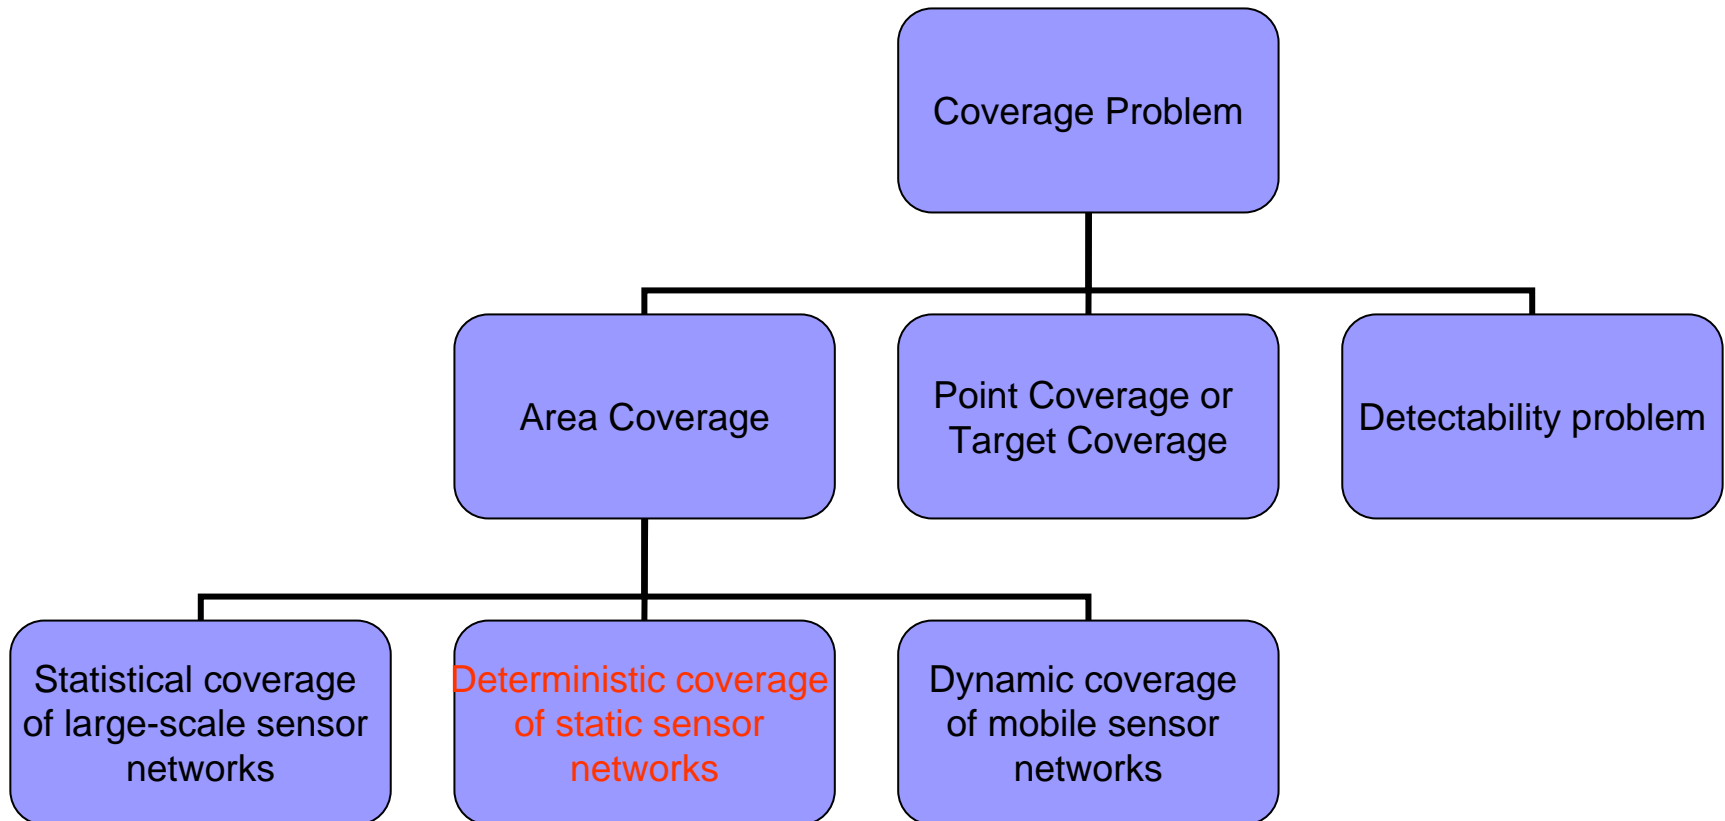 Coverage Problem
Area Coverage
Point Coverage or
Target Coverage
Detectability problem
Statistical coverage
of large-scale sensor
networks
Deterministic coverage
of static sensor
networks
Dynamic coverage
of mobile sensor
networks